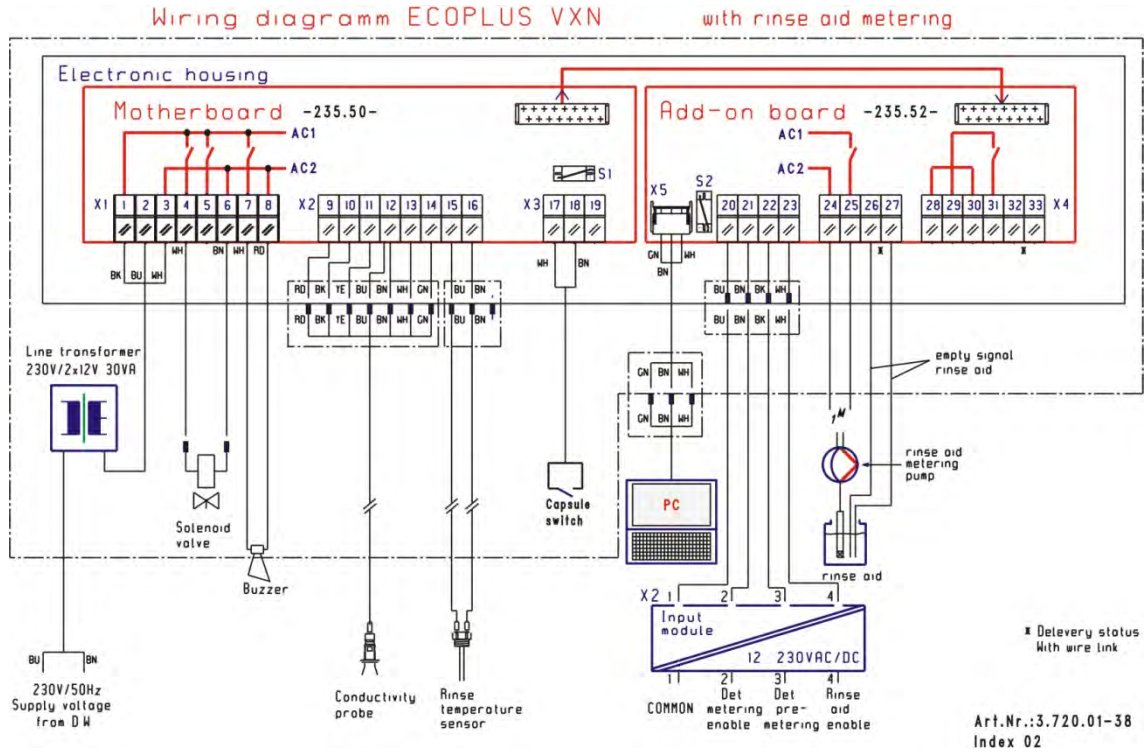 Wiring diagramm ECOPLUS VXN with rinse aid metering
Electronic housing
Motherboard -235.50-
Add-on board -235.52-
AC1
AC2
AC1
AC2
S1
X5
S2
X1 1 2 3 4 5 6 7 8
X2 9 10 11 12 13 14 15 16
X3 17 18 19
20 21 22 23
24 25 26 27
28 29 30 31 32 33 X4
BK BU WH WH BN WH RD
WH BN
GN WH
BN
x x
RD BK YE BU BN WH GN BU BN
RD BK YE BU BN WH GN BU BN
BU BN BK WH
BU BN BK WH
Line transformer
230V/2x12V 30VA
GN BN WH
GN BN WH
empty signal
rinse aid
1~
rinse aid
metering
pump
Solenoid
valve
Buzzer
Capsule
switch
PC
rinse aid
X2 1 2 3 4
Input
module
12 230VAC/DC
1 2 3 4
COMMON
Det
metering
enable
Det
pre-
metering
Rinse
aid
enable
BU BN
230V/50Hz
Supply voltage
from DW
Conductivity
probe
Rinse
temperature
sensor
x Delevery status
With wire link
Art.Nr.:3.720.01-38
Index 02